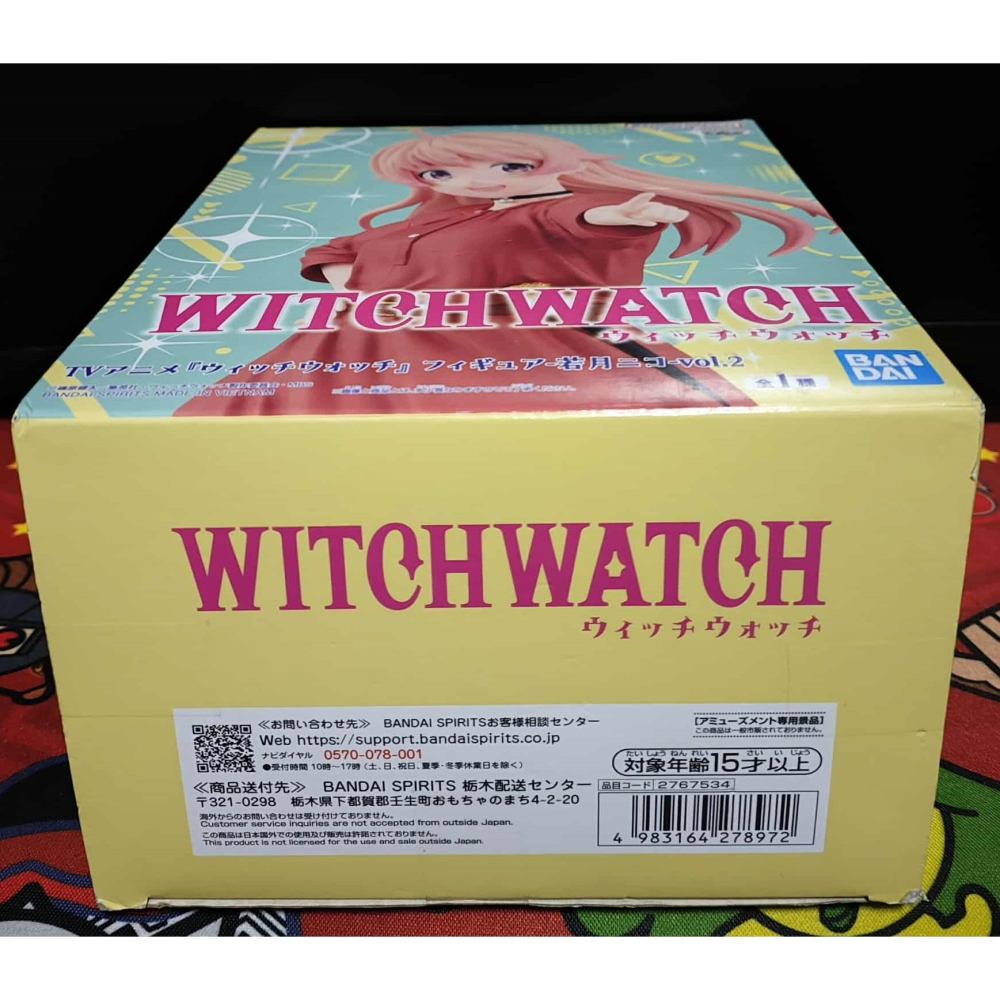 WITCHWATCH
ウィッチウォッチ
TVアニメ『ウィッチウォッチ』フィギュア-若月ニコ-vol.2
BAN
DAI
全1種
BANDAI SPIRITS MADE IN VIETNAM
WITCHWATCH
ウィッチウォッチ
≪お問い合わせ先≫ BANDAI SPIRITSお客様相談センター
Web https://support.bandaispirits.co.jp
ナビダイヤル 0570-078-001
●受付時間 10時〜17時(土、日、祝日、夏季・冬季休業日を除く)
≪商品送付先≫ BANDAI SPIRITS 栃木配送センター
〒321-0298 栃木県下都賀郡壬生町おもちゃのまち4-2-20
海外からのお問い合わせは受け付けておりません。
Customer service inquiries are not accepted from outside Japan.
この商品は日本国外での使用及び販売は許諾されておりません。
This product is not licensed for the use and sale outside Japan.
[アミューズメント専用景品]
この商品は一般市販されておりません。
たいしょうねんれい さい いじょう
対象年齢15才以上
品目コード 2767534
4 983164 278972